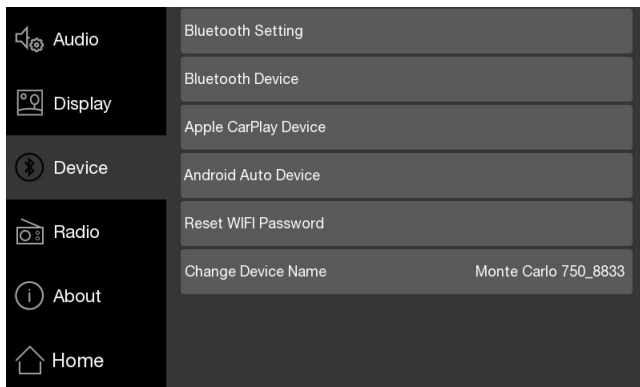 Audio
Display
Device
Radio
About
Home
Bluetooth Setting
Bluetooth Device
Apple CarPlay Device
Android Auto Device
Reset WIFI Password
Change Device Name Monte Carlo 750_8833